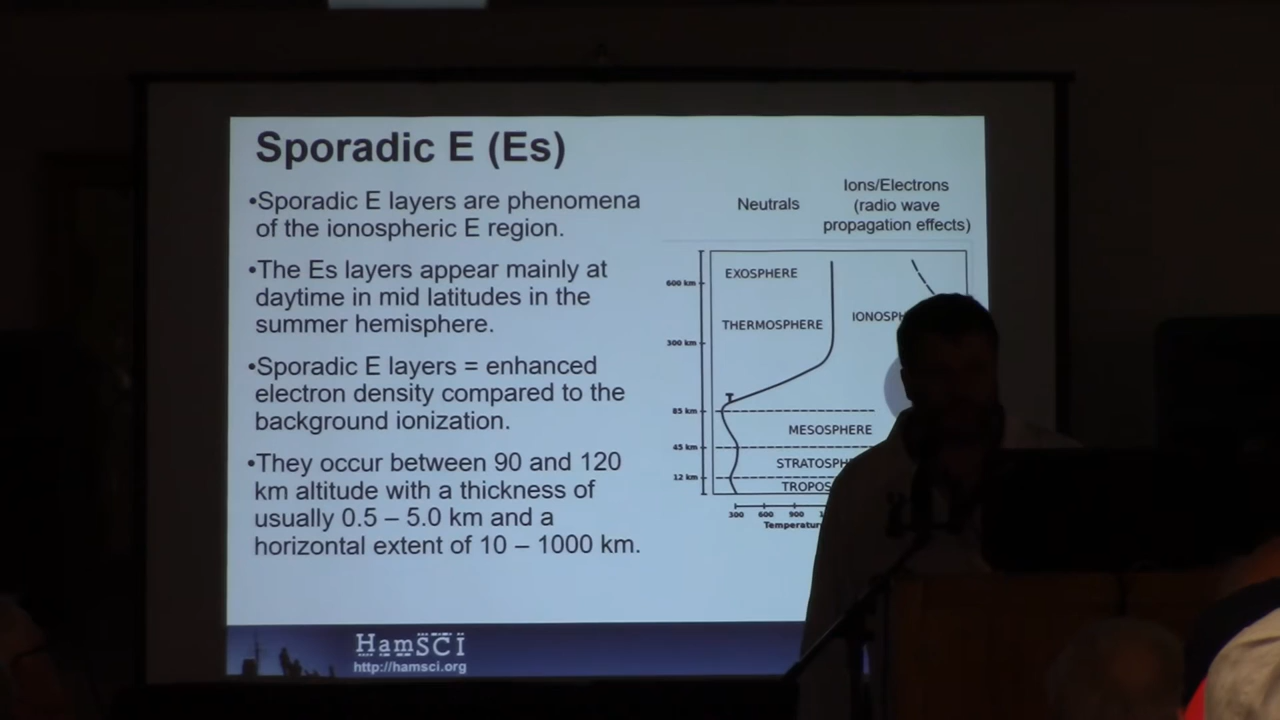 Sporadic E (Es)
•Sporadic E layers are phenomena
of the ionospheric E region.
•The Es layers appear mainly at
daytime in mid latitudes in the
summer hemisphere.
•Sporadic E layers = enhanced
electron density compared to the
background ionization.
•They occur between 90 and 120
km altitude with a thickness of
usually 0.5 – 5.0 km and a
horizontal extent of 10 – 1000 km.
Neutrals
Ions/Electrons
(radio wave
propagation effects)
EXOSPHERE
600 km
THERMOSPHERE
IONOSPH
300 km
85 km
MESOSPHERE
45 km
STRATOSPH
12 km
TROPOS
300 600 900
Temperatur
HamSCI
http://hamsci.org